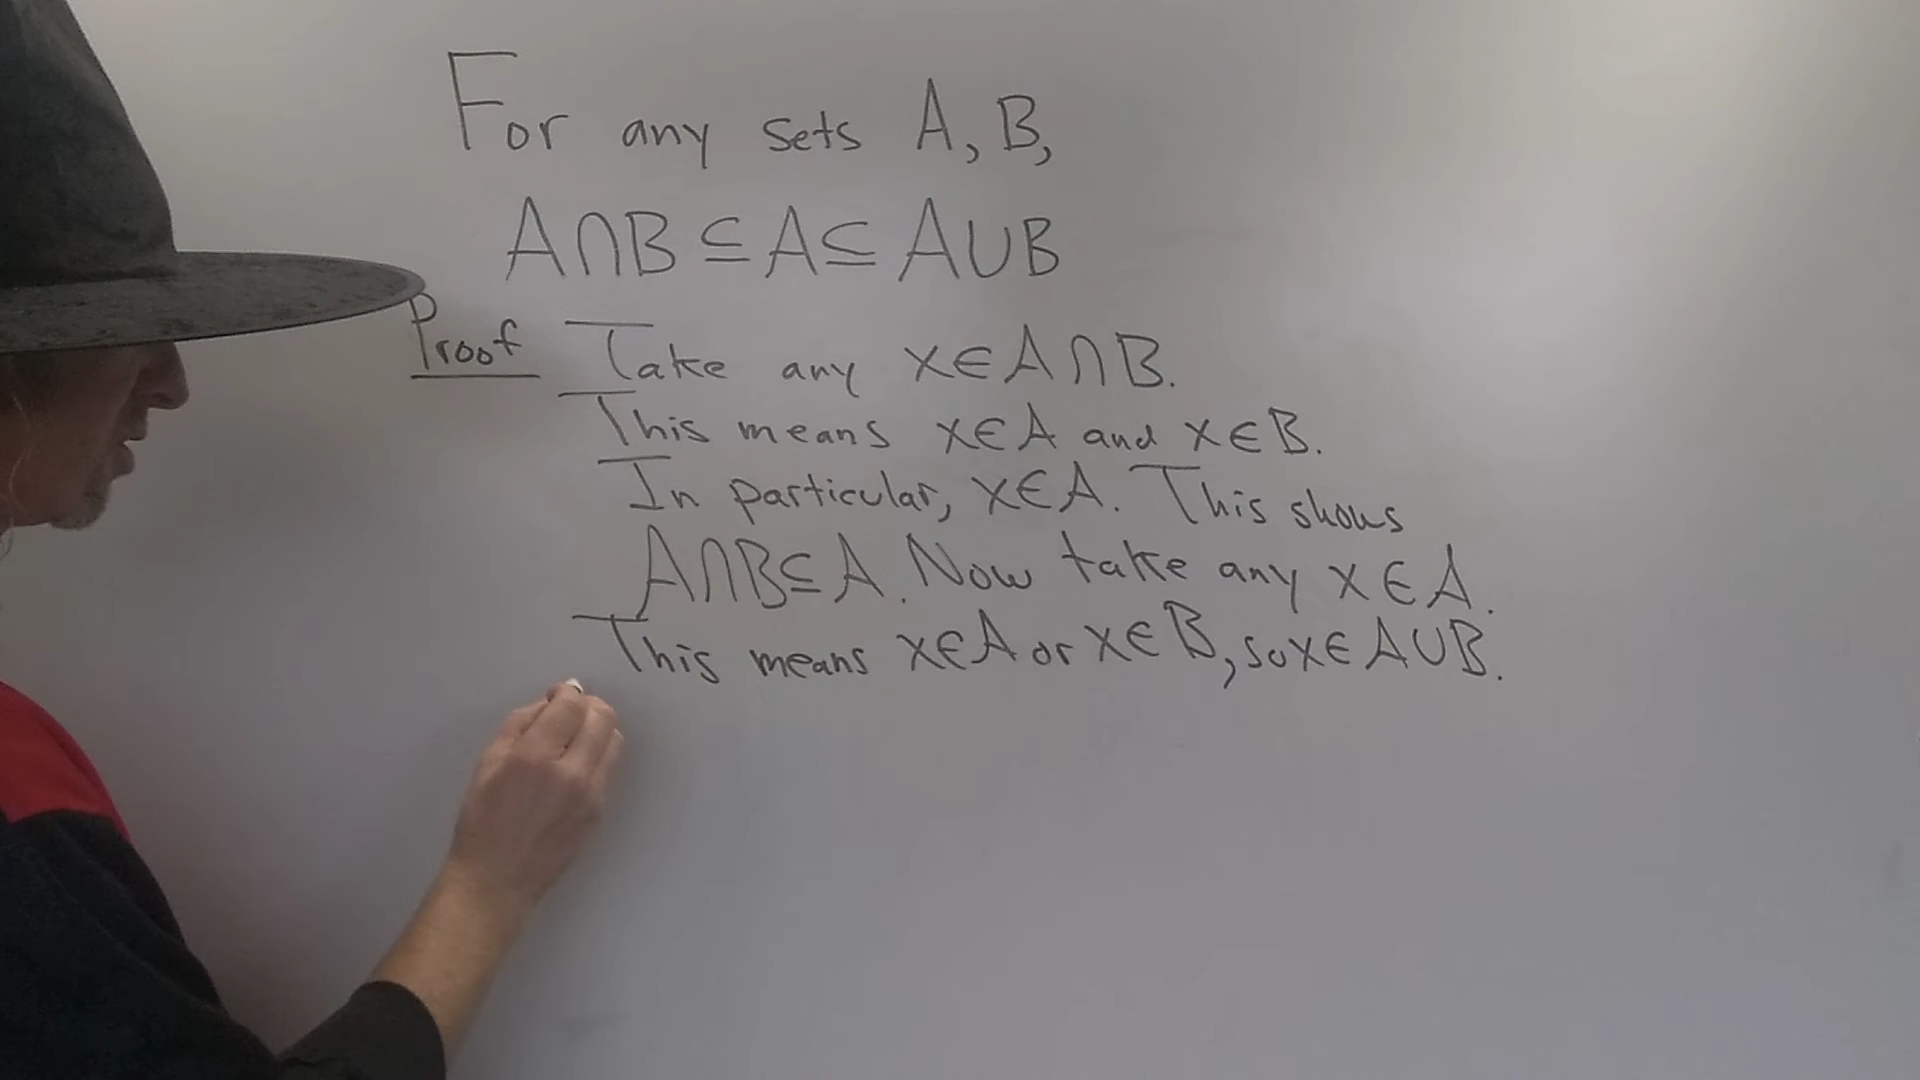 For any sets A, B,
A∩B ⊆ A ⊆ A∪B
Proof Take any x∈A∩B.
This means x∈A and x∈B.
In particular, x∈A. This shows
A∩B⊆A. Now take any x∈A.
This means x∈A or x∈B, so x∈A∪B.